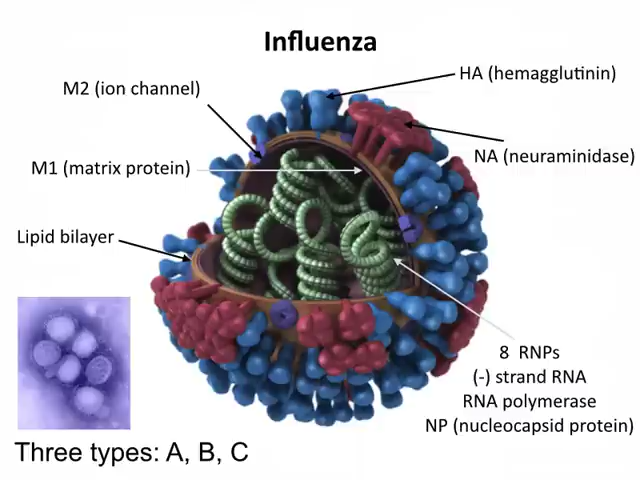 Influenza
M2 (ion channel)
HA (hemagglutinin)
NA (neuraminidase)
M1 (matrix protein)
Lipid bilayer
8 RNPs
(-) strand RNA
RNA polymerase
NP (nucleocapsid protein)
Three types: A, B, C